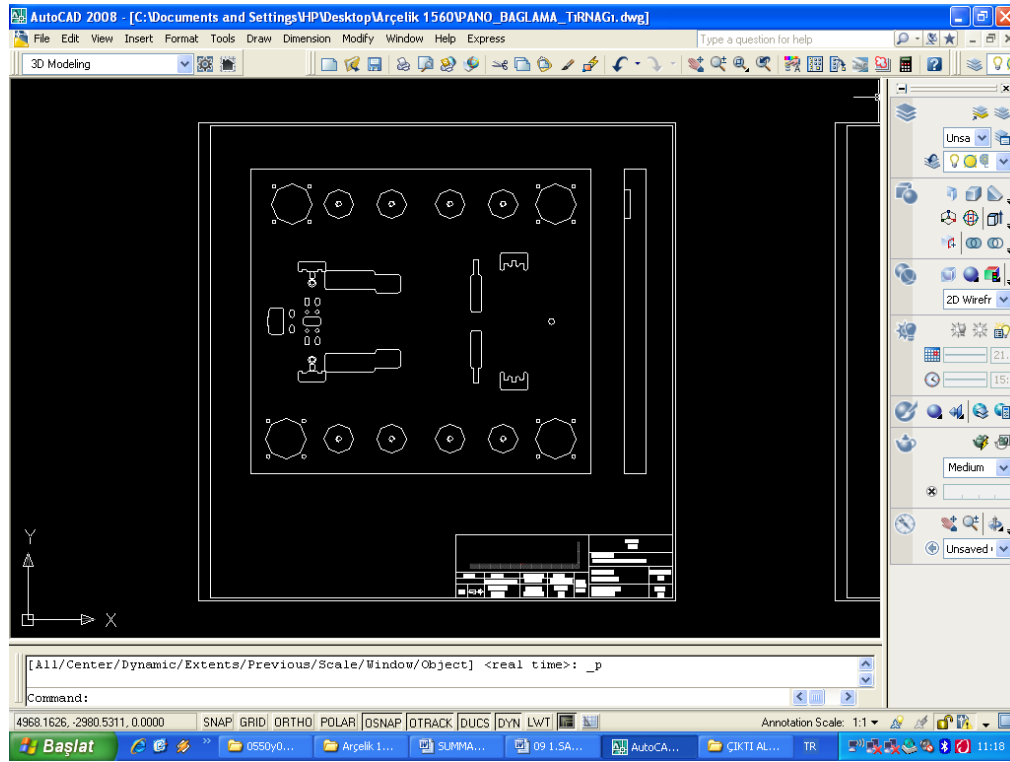 AutoCAD 2008 - [C:\Documents and Settings\HP\Desktop\Arçelik 1560\PANO_BAGLAMA_TıRNAGı.dwg]
File Edit View Insert Format Tools Draw Dimension Modify Window Help Express
Type a question for help
3D Modeling
Unsa
2D Wirefr
21.
15:
Medium
Unsaved
Y
X
[All/Center/Dynamic/Extents/Previous/Scale/Window/Object] <real time>: _p
Command:
4968.1626, -2980.5311, 0.0000 SNAP GRID ORTHO POLAR OSNAP OTRACK DUCS DYN LWT Annotation Scale: 1:1
Başlat 0550y0... Arçelik 1... SUMMA... 09 1.SA... AutoCA... ÇIKTI AL... TR 11:18